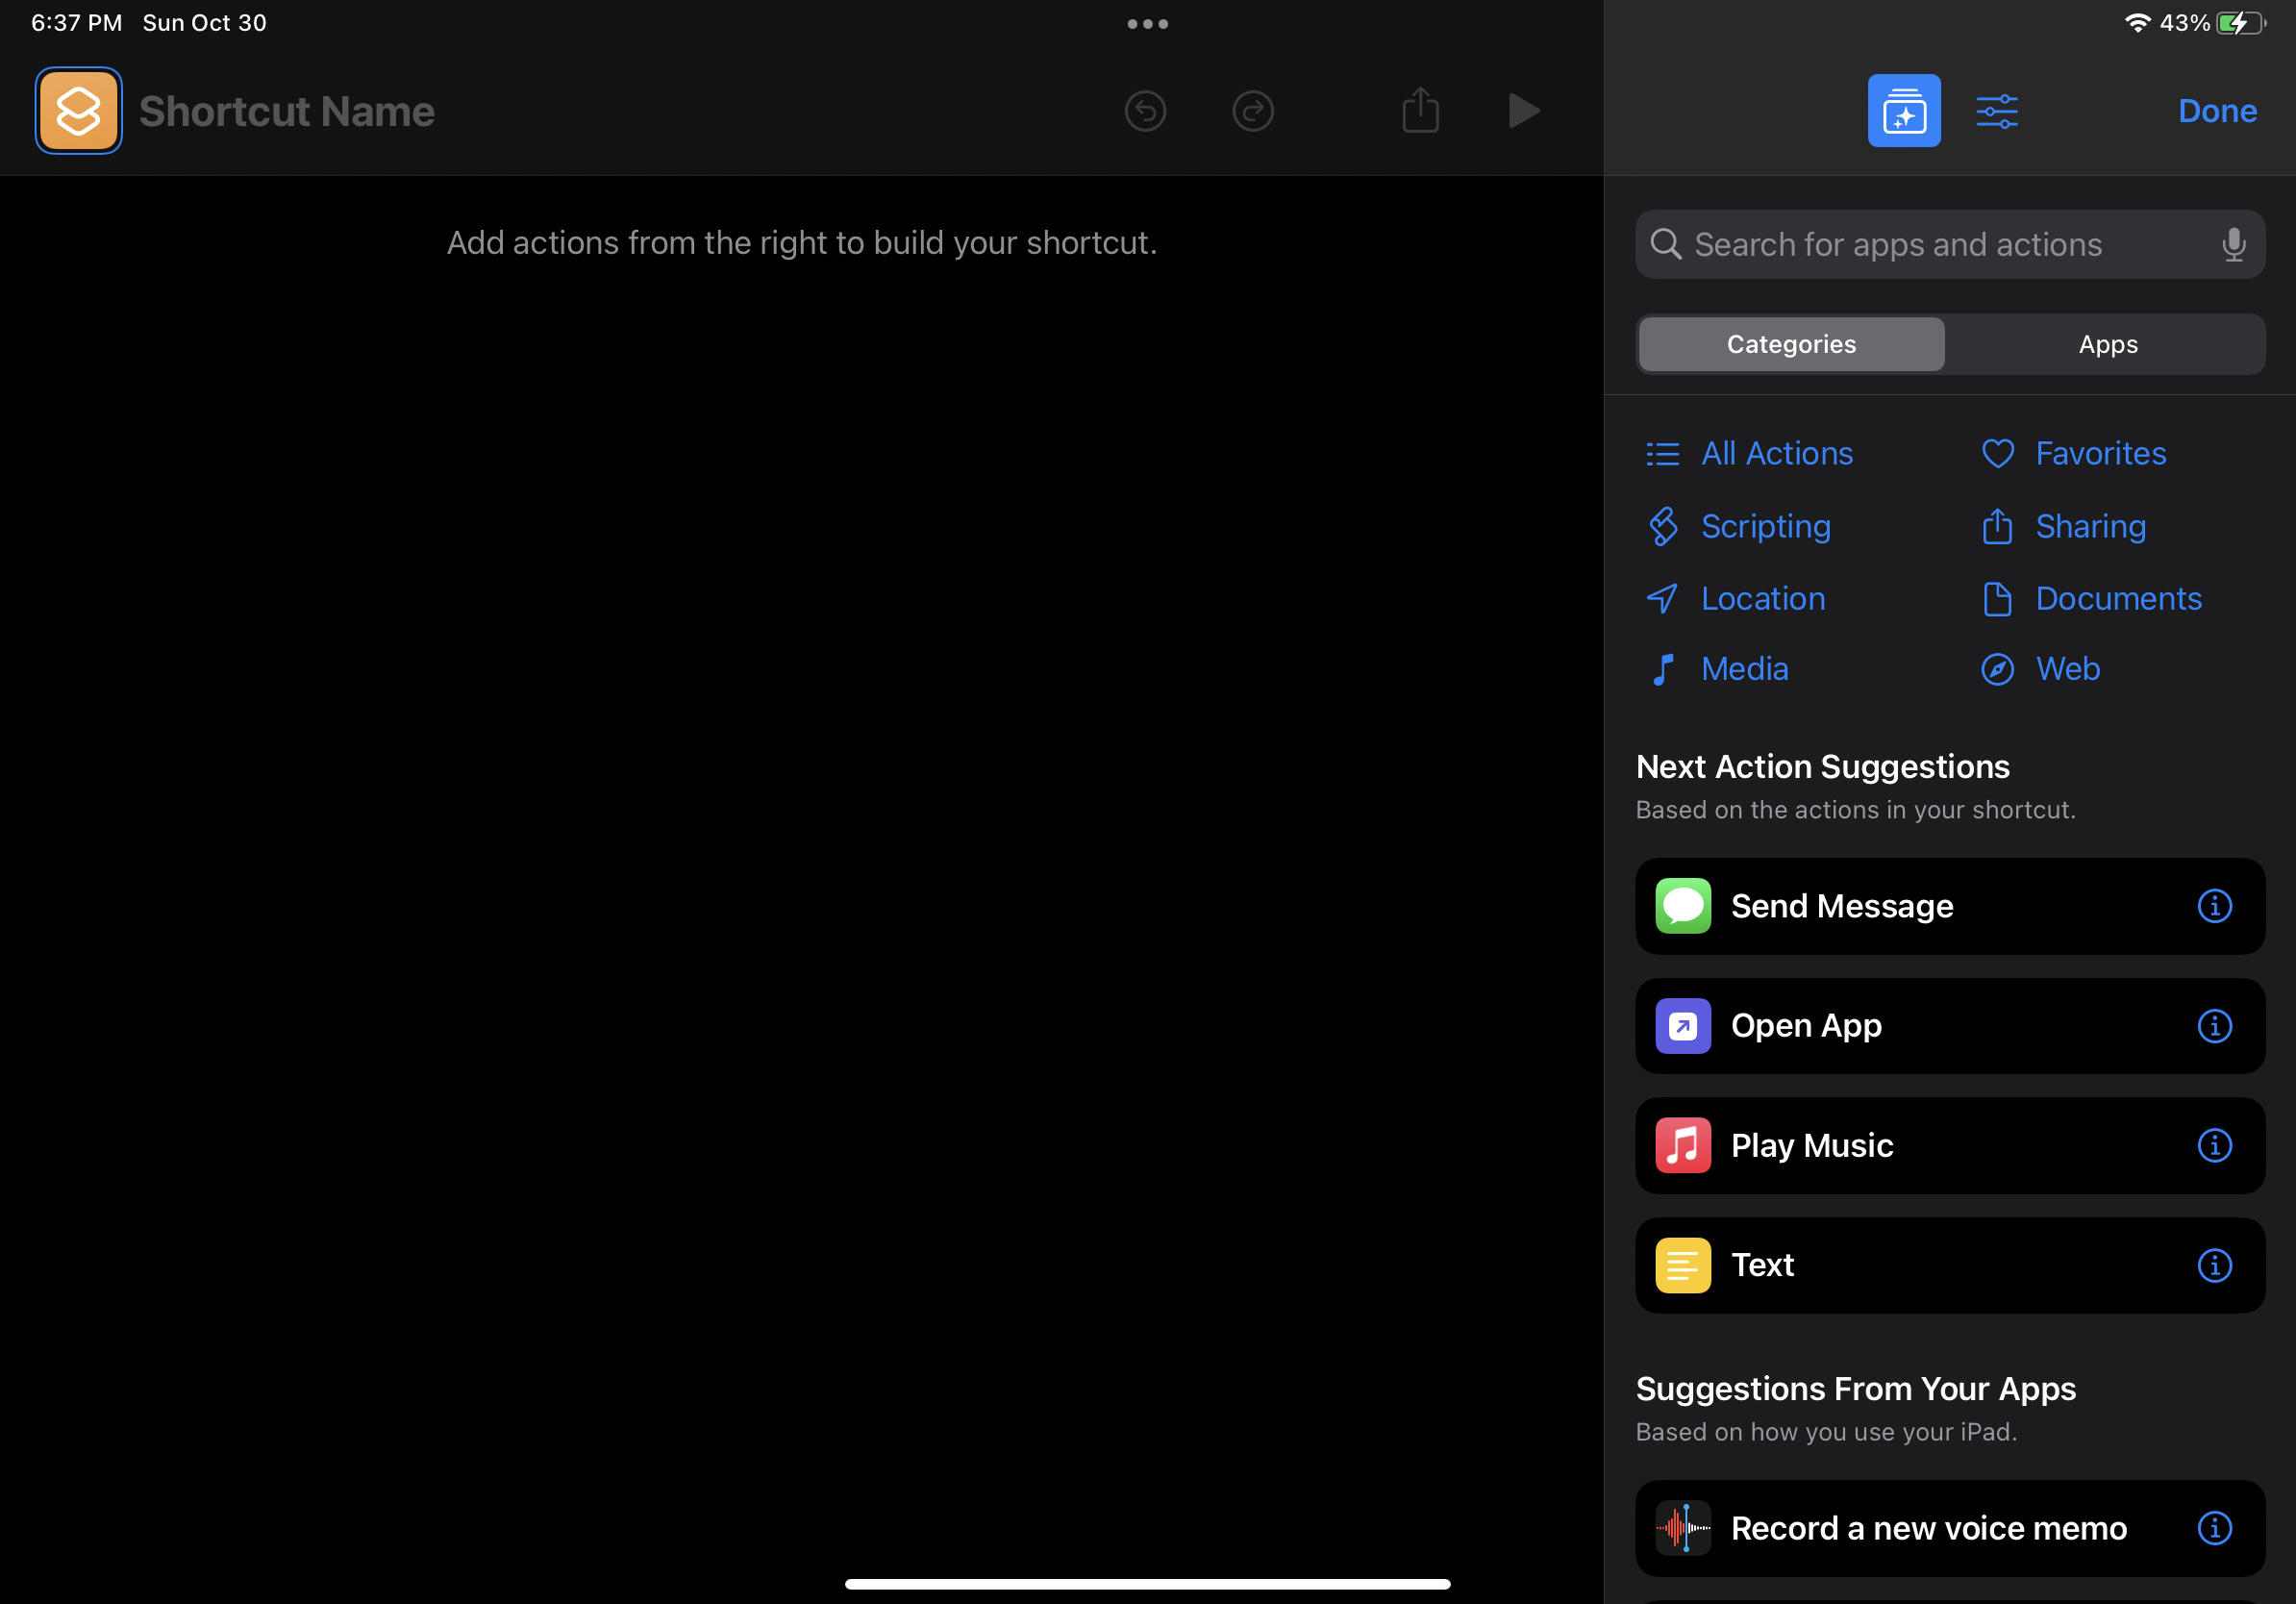 6:37 PM Sun Oct 30
43%
Shortcut Name
Done
Add actions from the right to build your shortcut.
Search for apps and actions
Categories Apps
All Actions Favorites
Scripting Sharing
Location Documents
Media Web
Next Action Suggestions
Based on the actions in your shortcut.
Send Message
Open App
Play Music
Text
Suggestions From Your Apps
Based on how you use your iPad.
Record a new voice memo